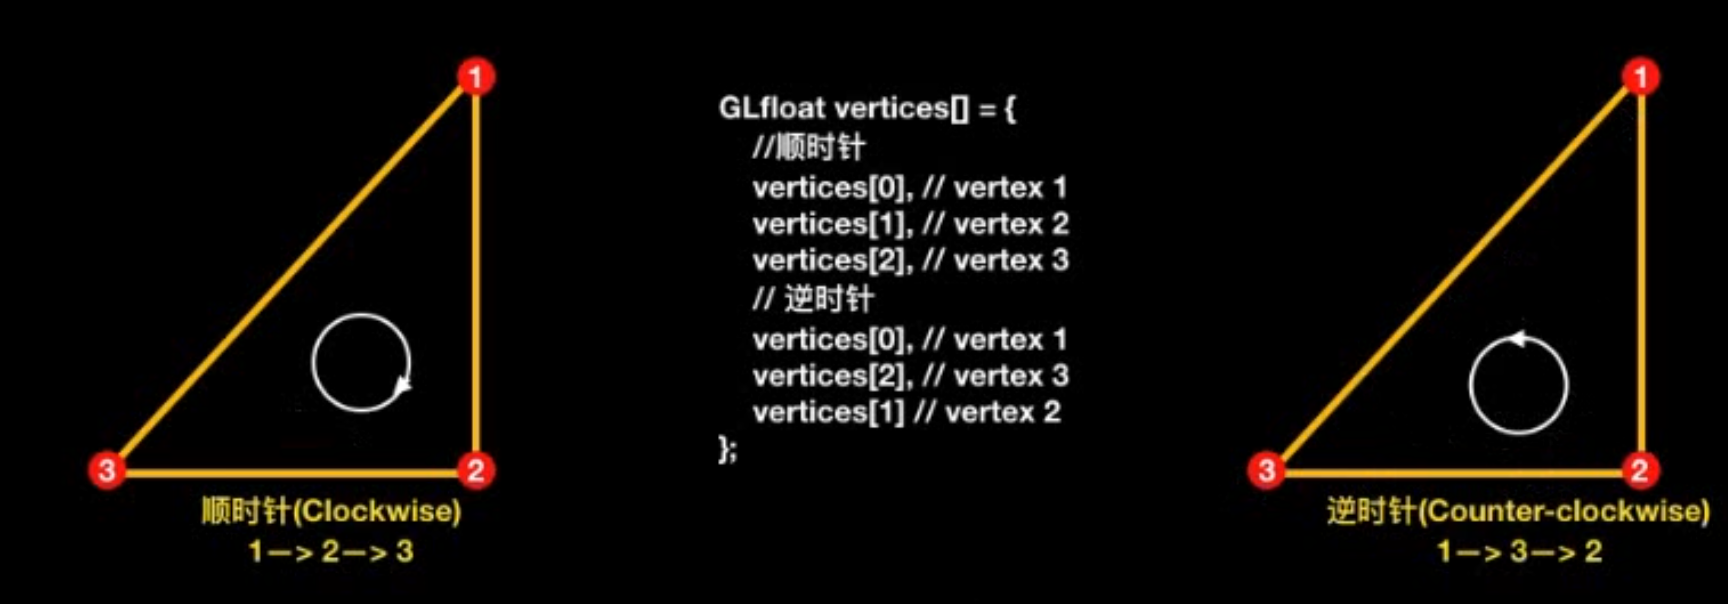 1
3
2
顺时针(Clockwise)
1—> 2—> 3
GLfloat vertices[] = {
//顺时针
vertices[0], // vertex 1
vertices[1], // vertex 2
vertices[2], // vertex 3
// 逆时针
vertices[0], // vertex 1
vertices[2], // vertex 3
vertices[1] // vertex 2
};
1
3
2
逆时针(Counter-clockwise)
1—> 3—> 2